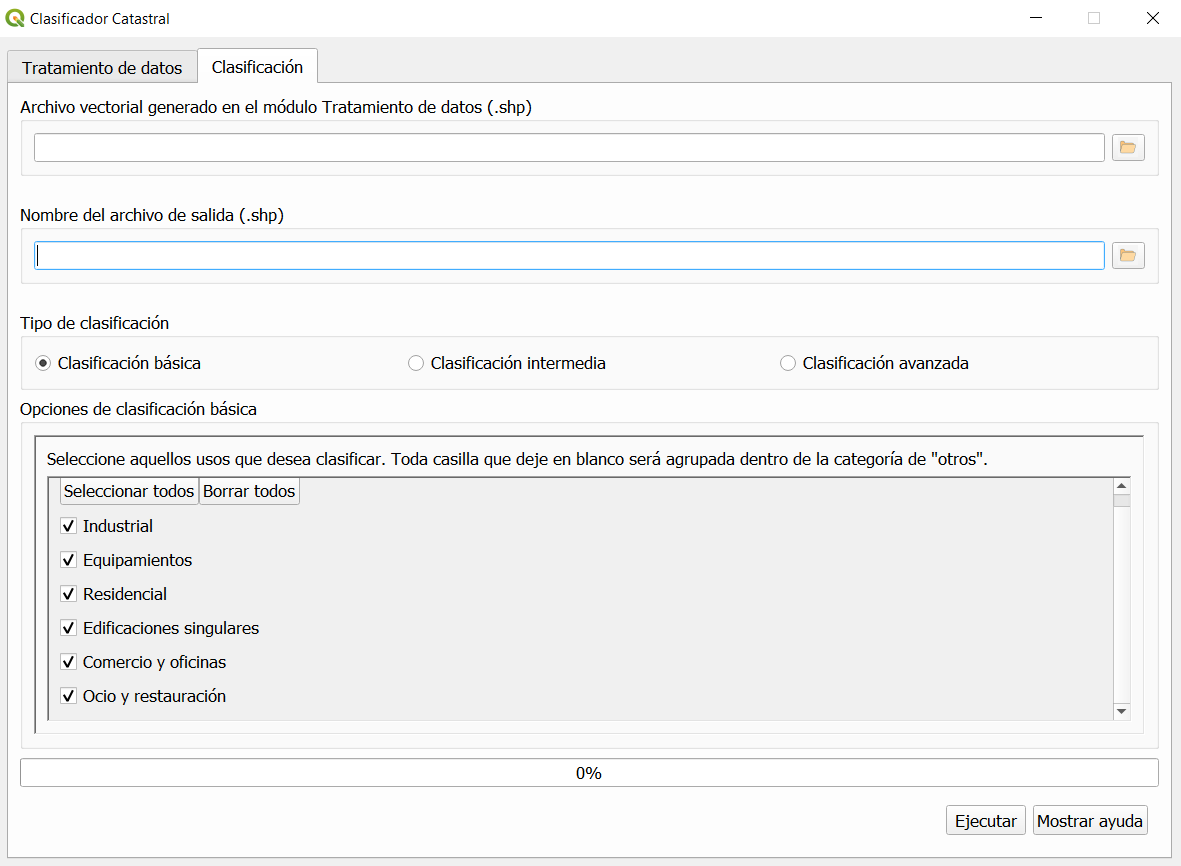 Clasificador Catastral
Tratamiento de datos
Clasificación
Archivo vectorial generado en el módulo Tratamiento de datos (.shp)
Nombre del archivo de salida (.shp)
Tipo de clasificación
Clasificación básica
Clasificación intermedia
Clasificación avanzada
Opciones de clasificación básica
Seleccione aquellos usos que desea clasificar. Toda casilla que deje en blanco será agrupada dentro de la categoría de "otros".
Seleccionar todos
Borrar todos
Industrial
Equipamientos
Residencial
Edificaciones singulares
Comercio y oficinas
Ocio y restauración
0%
Ejecutar
Mostrar ayuda